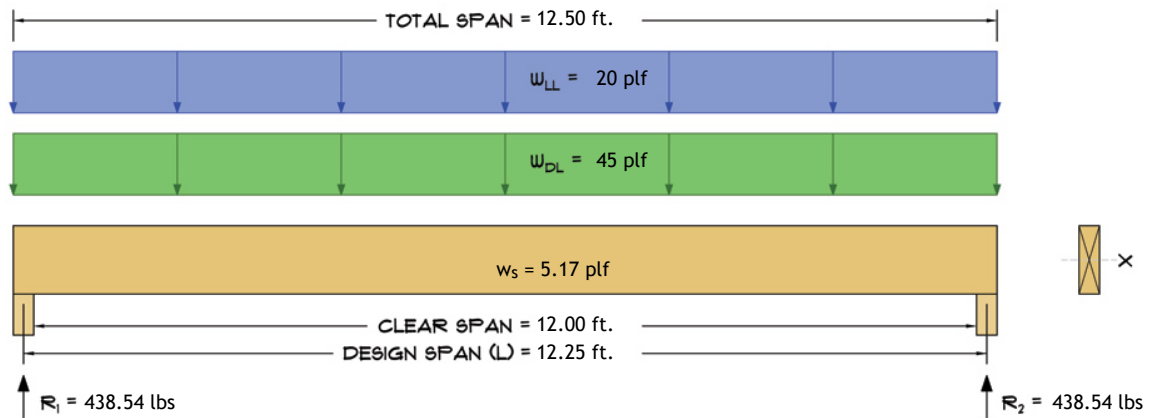 TOTAL SPAN = 12.50 ft.
WLL = 20 plf
WDL = 45 plf
ws = 5.17 plf
X
CLEAR SPAN = 12.00 ft.
DESIGN SPAN (L) = 12.25 ft.
R1 = 438.54 lbs
R2 = 438.54 lbs